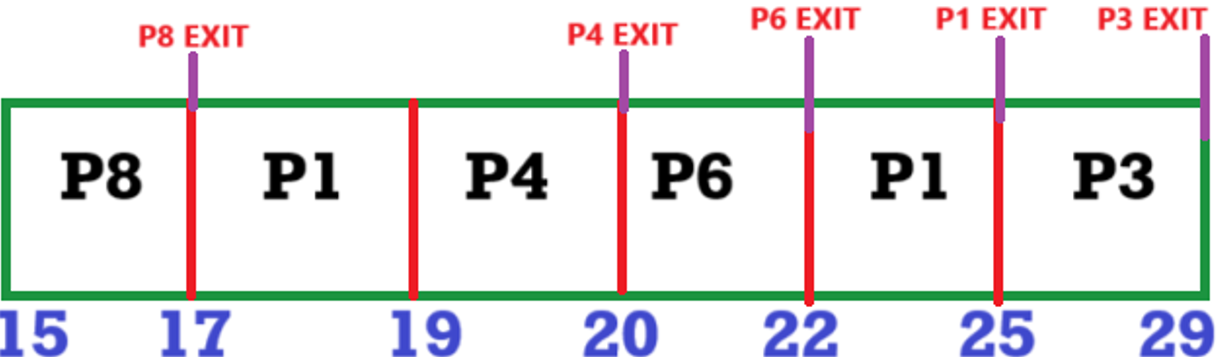 P8 EXIT P4 EXIT P6 EXIT P1 EXIT P3 EXIT
P8 P1 P4 P6 P1 P3
15 17 19 20 22 25 29